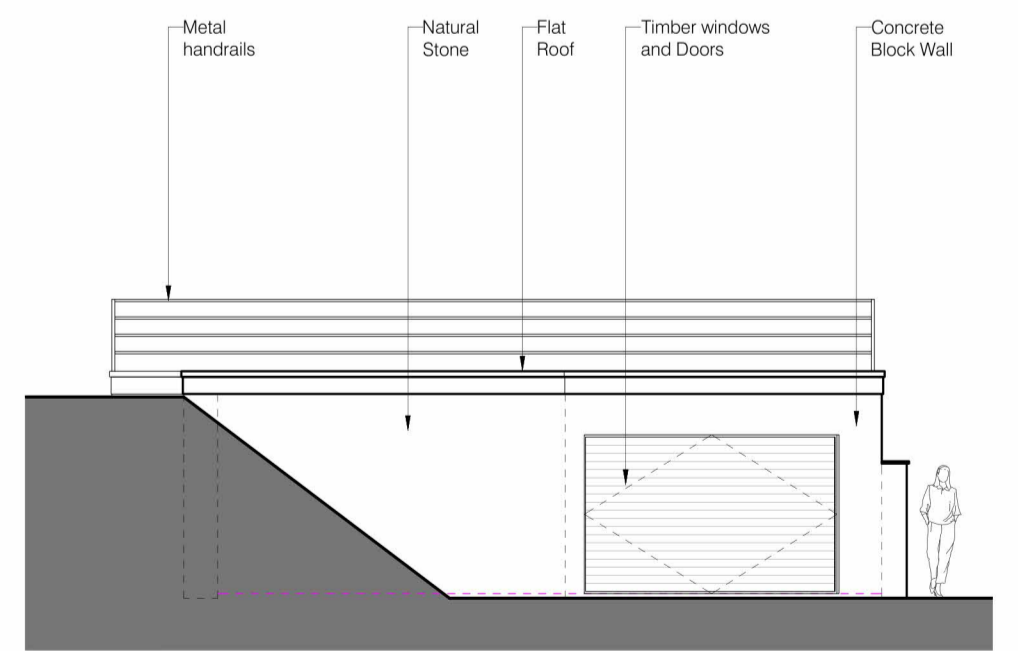 Metal
handrails
Natural
Stone
Flat
Roof
Timber windows
and Doors
Concrete
Block Wall